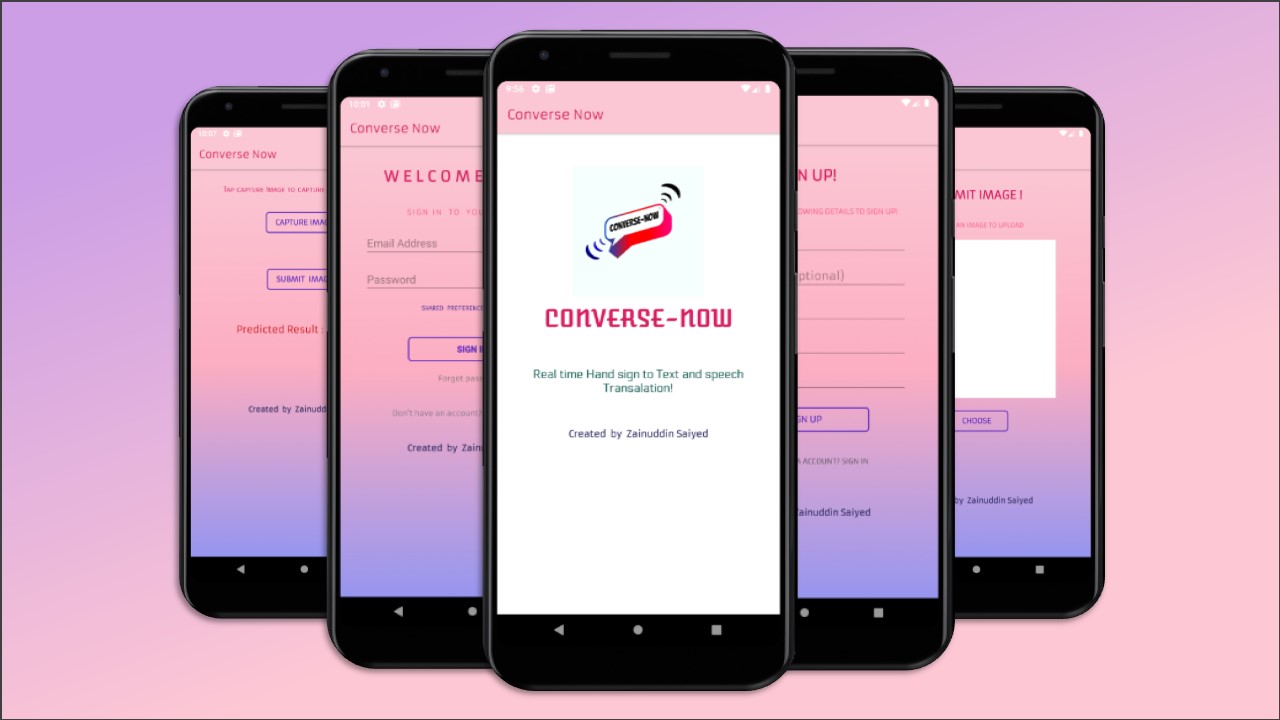 10:07
Converse Now
Tap capture Image to capture
CAPTURE IMA
SUBMIT IMAG
Predicted Result :
Created by Zainudd
10:01
Converse Now
WELCOME
SIGN IN TO YOU
Email Address
Password
SHARED PREFERENC
SIGN I
Forget pass
Don't have an account?
Created by Zain
9:56
Converse Now
CONVERSE-NOW
CONVERSE-NOW
Real time Hand sign to Text and speech
Transalation!
Created by Zainuddin Saiyed
N UP!
OWING DETAILS TO SIGN UP!
ptional)
GN UP
A ACCOUNT? SIGN IN
Zainuddin Saiyed
MIT IMAGE !
AN IMAGE TO UPLOAD
CHOOSE
by Zainuddin Saiyed